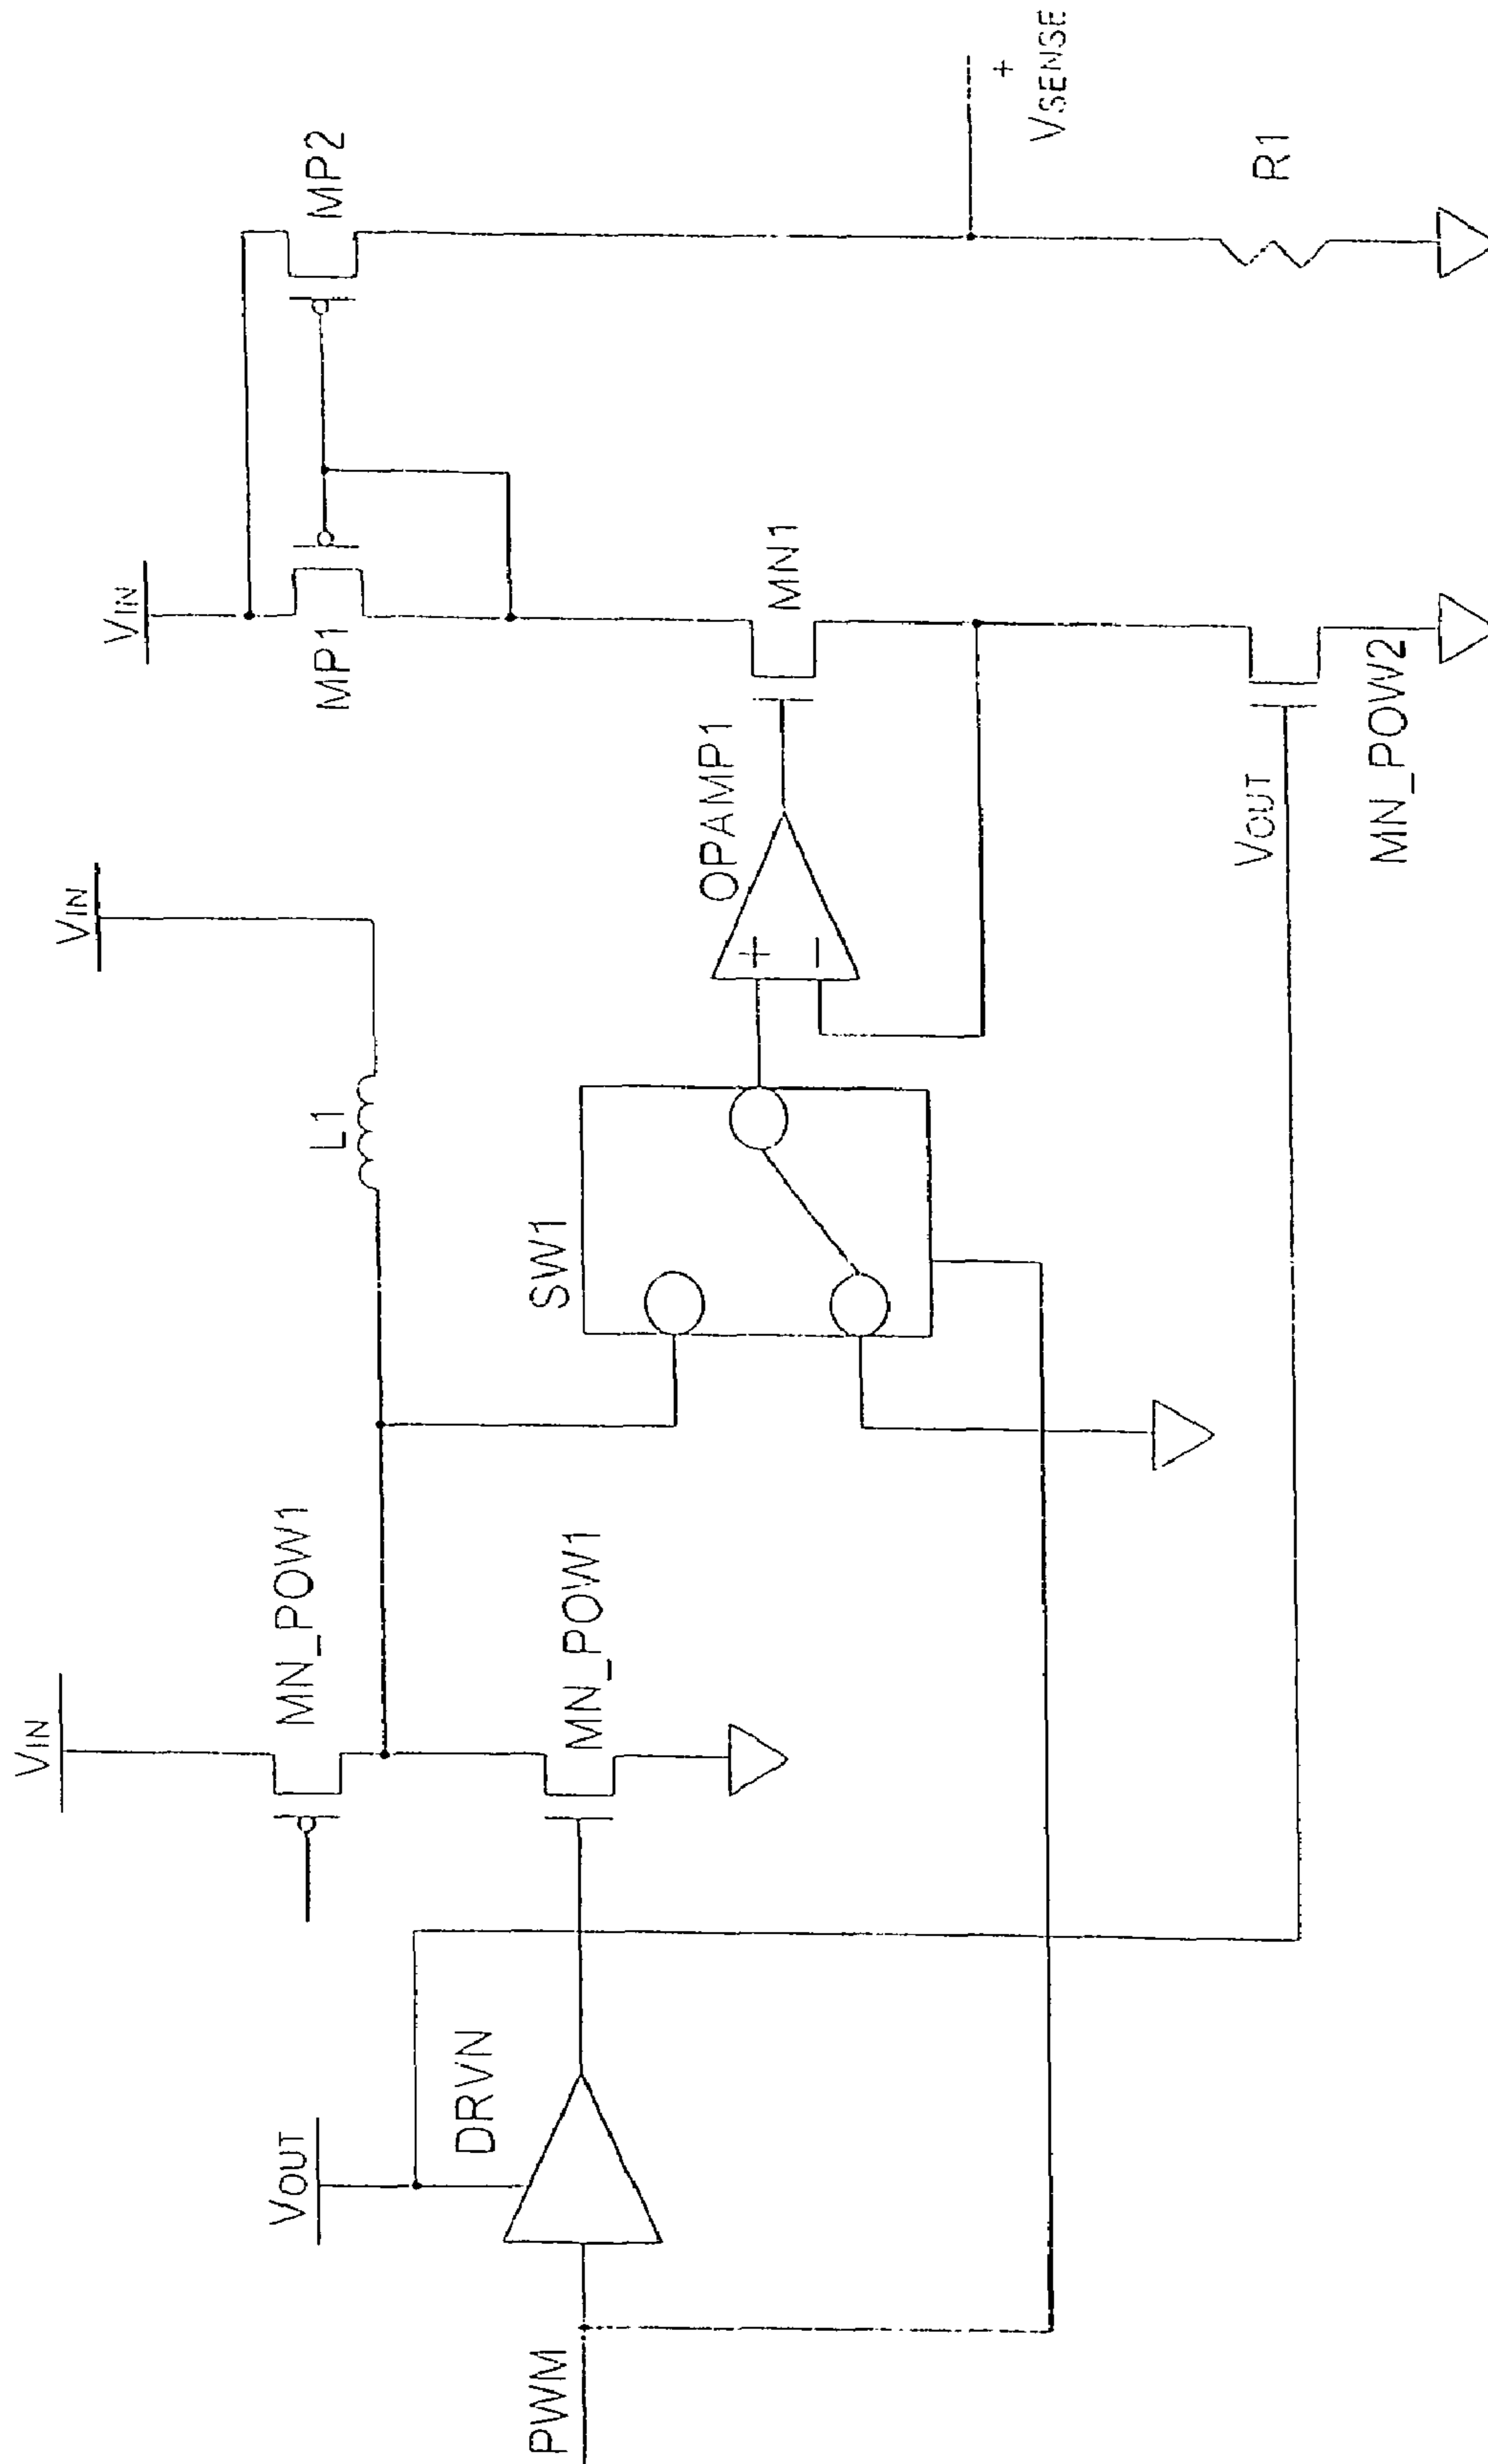 VIN
MN_POW1
MN_POW1
VOUT
DRVN
PWM
VIN
L1
SW1
OPAMP1
+
−
VIN
MP1
MP2
MN1
VOUT
MN_POW2
+
VSENSE
R1